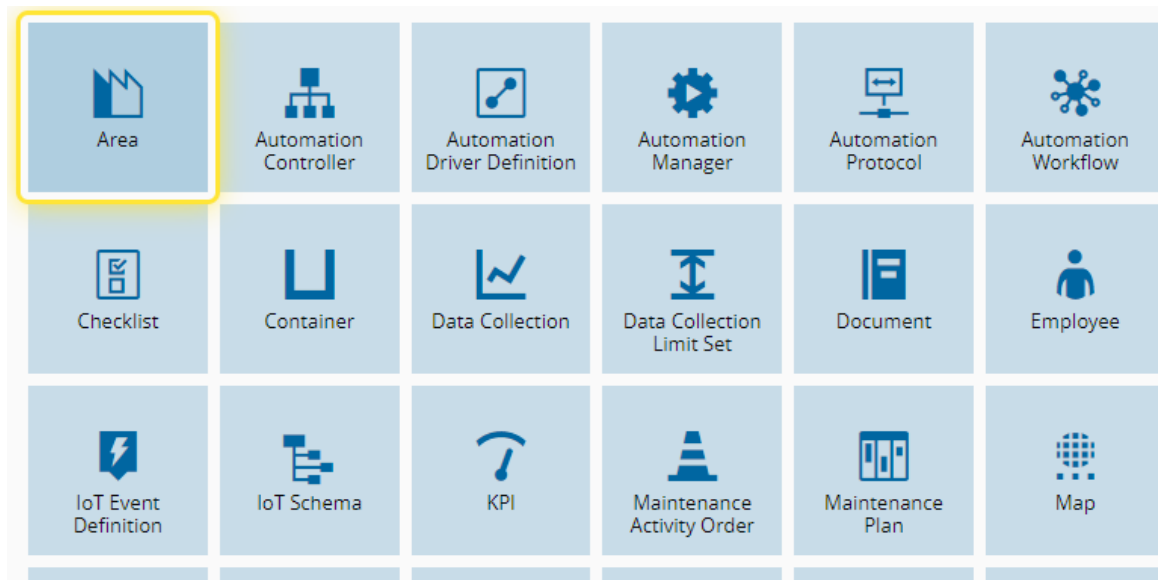 Area
Automation
Controller
Automation
Driver Definition
Automation
Manager
Automation
Protocol
Automation
Workflow
Checklist
Container
Data Collection
Data Collection
Limit Set
Document
Employee
IoT Event
Definition
IoT Schema
KPI
Maintenance
Activity Order
Maintenance
Plan
Map